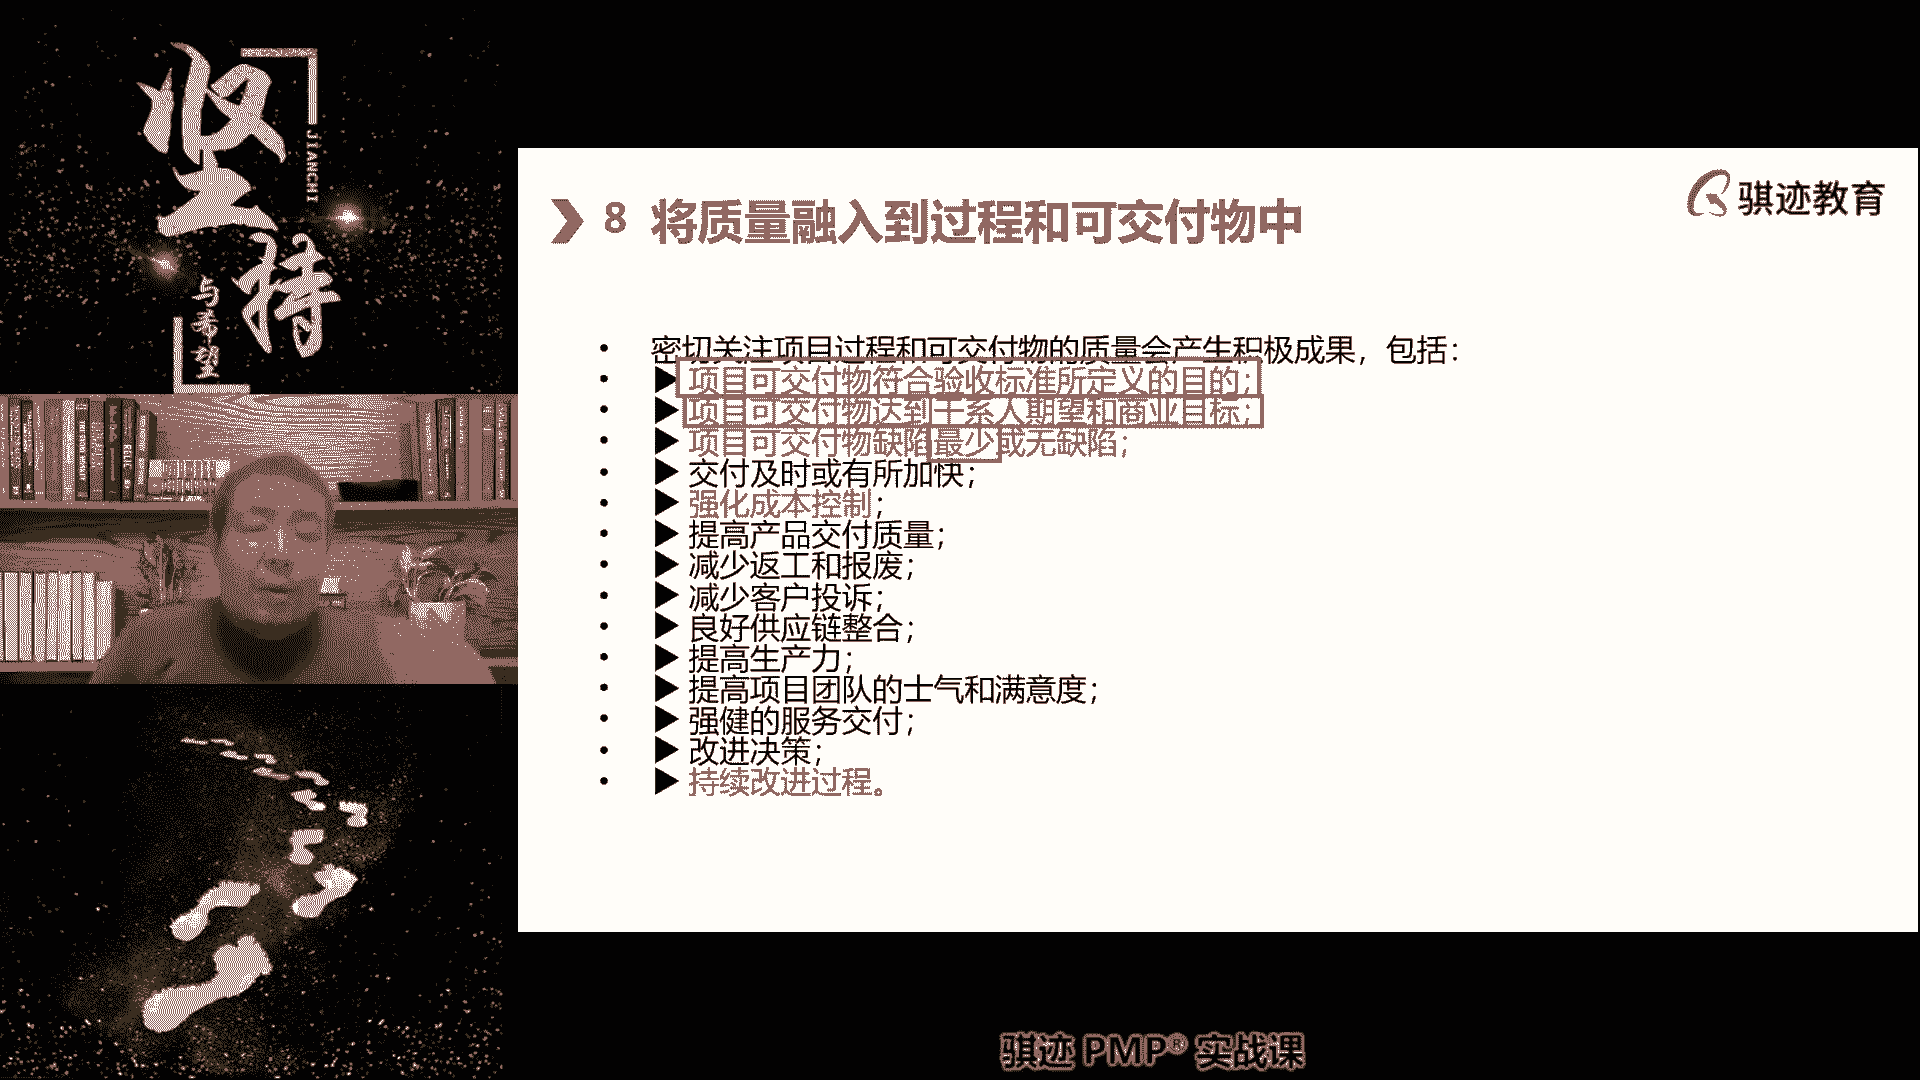 坚持
JIANCHI
与希望
骐迹教育
8 将质量融入到过程和可交付物中
• 密切关注项目过程和可交付物的质量会产生积极成果，包括：
• ▶ 项目可交付物符合验收标准所定义的目的；
• ▶ 项目可交付物达到干系人期望和商业目标；
• ▶ 项目可交付物缺陷最少或无缺陷；
• ▶ 交付及时或有所加快；
• ▶ 强化成本控制；
• ▶ 提高产品交付质量；
• ▶ 减少返工和报废；
• ▶ 减少客户投诉；
• ▶ 良好供应链整合；
• ▶ 提高生产力；
• ▶ 提高项目团队的士气和满意度；
• ▶ 强健的服务交付；
• ▶ 改进决策；
• ▶ 持续改进过程。
骐迹 PMP® 实战课